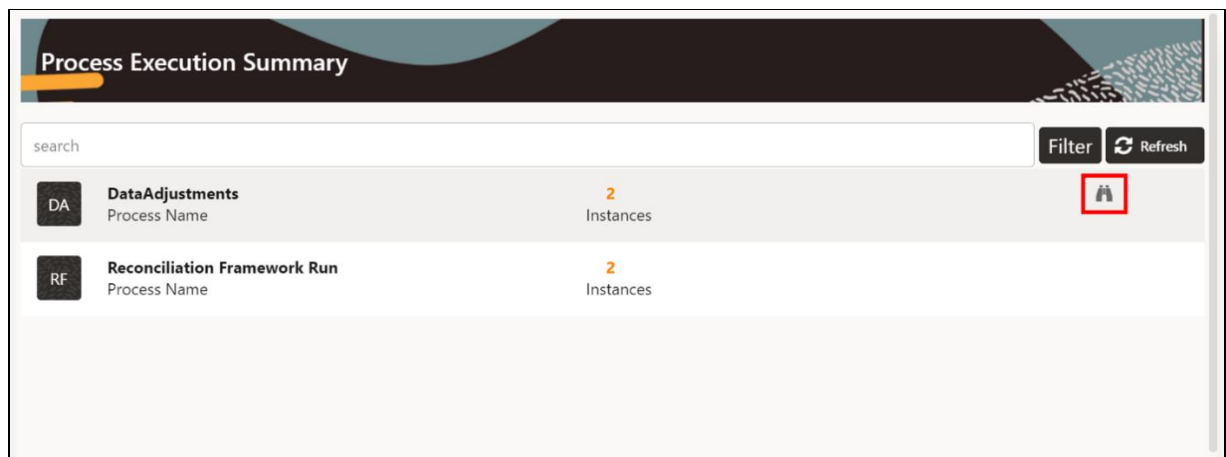 Process Execution Summary
search
Filter
Refresh
DA
DataAdjustments
Process Name
2
Instances
RF
Reconciliation Framework Run
Process Name
2
Instances